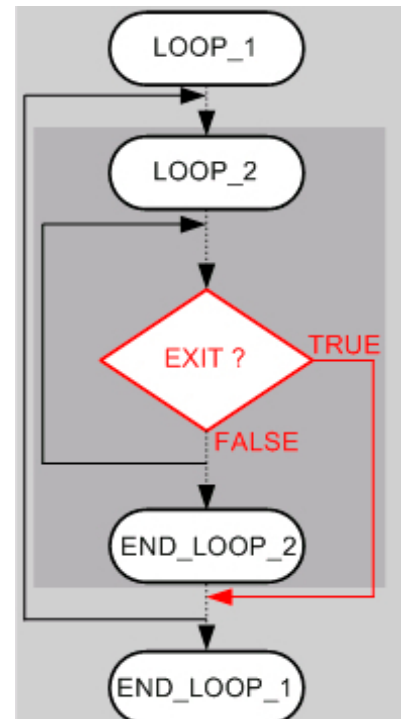 LOOP_1
LOOP_2
EXIT ?
TRUE
FALSE
END_LOOP_2
END_LOOP_1